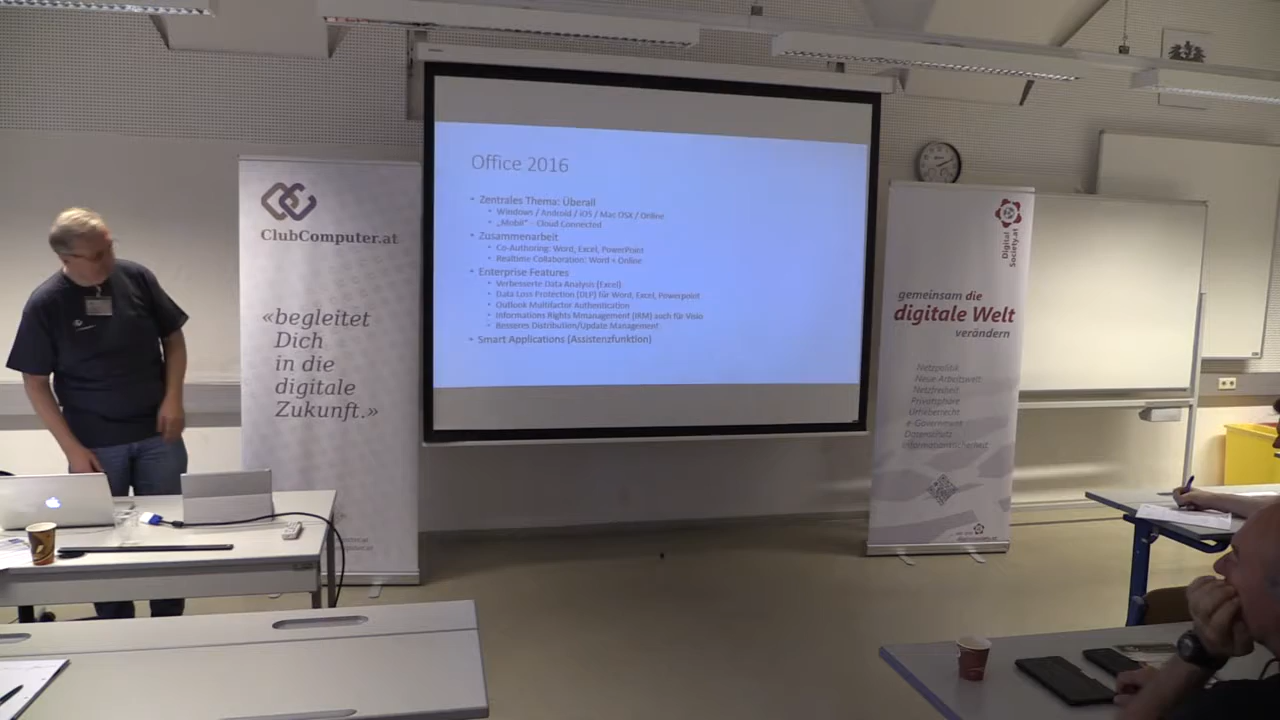 ClubComputer.at
«begleitet
Dich
in die
digitale
Zukunft.»
Office 2016
• Zentrales Thema: Überall
• Windows / Android / iOS / Mac OSX / Online
• „Mobil“ – Cloud Connected
• Zusammenarbeit
• Co-Authoring: Word, Excel, PowerPoint
• Realtime Collaboration: Word + Online
• Enterprise Features
• Verbesserte Data Analysis (Excel)
• Data Loss Protection (DLP) für Word, Excel, Powerpoint
• Outlook Multifactor Authentication
• Informations Rights Mmanagement (IRM) auch für Visio
• Besseres Distribution/Update Management
• Smart Applications (Assistenzfunktion)
Digital
Society.at
gemeinsam die
digitale Welt
verändern
Netzpolitik
Neue Arbeitswelt
Netzfreiheit
Privatsphäre
Urheberrecht
e-Government
Datenschutz
Informationssicherheit